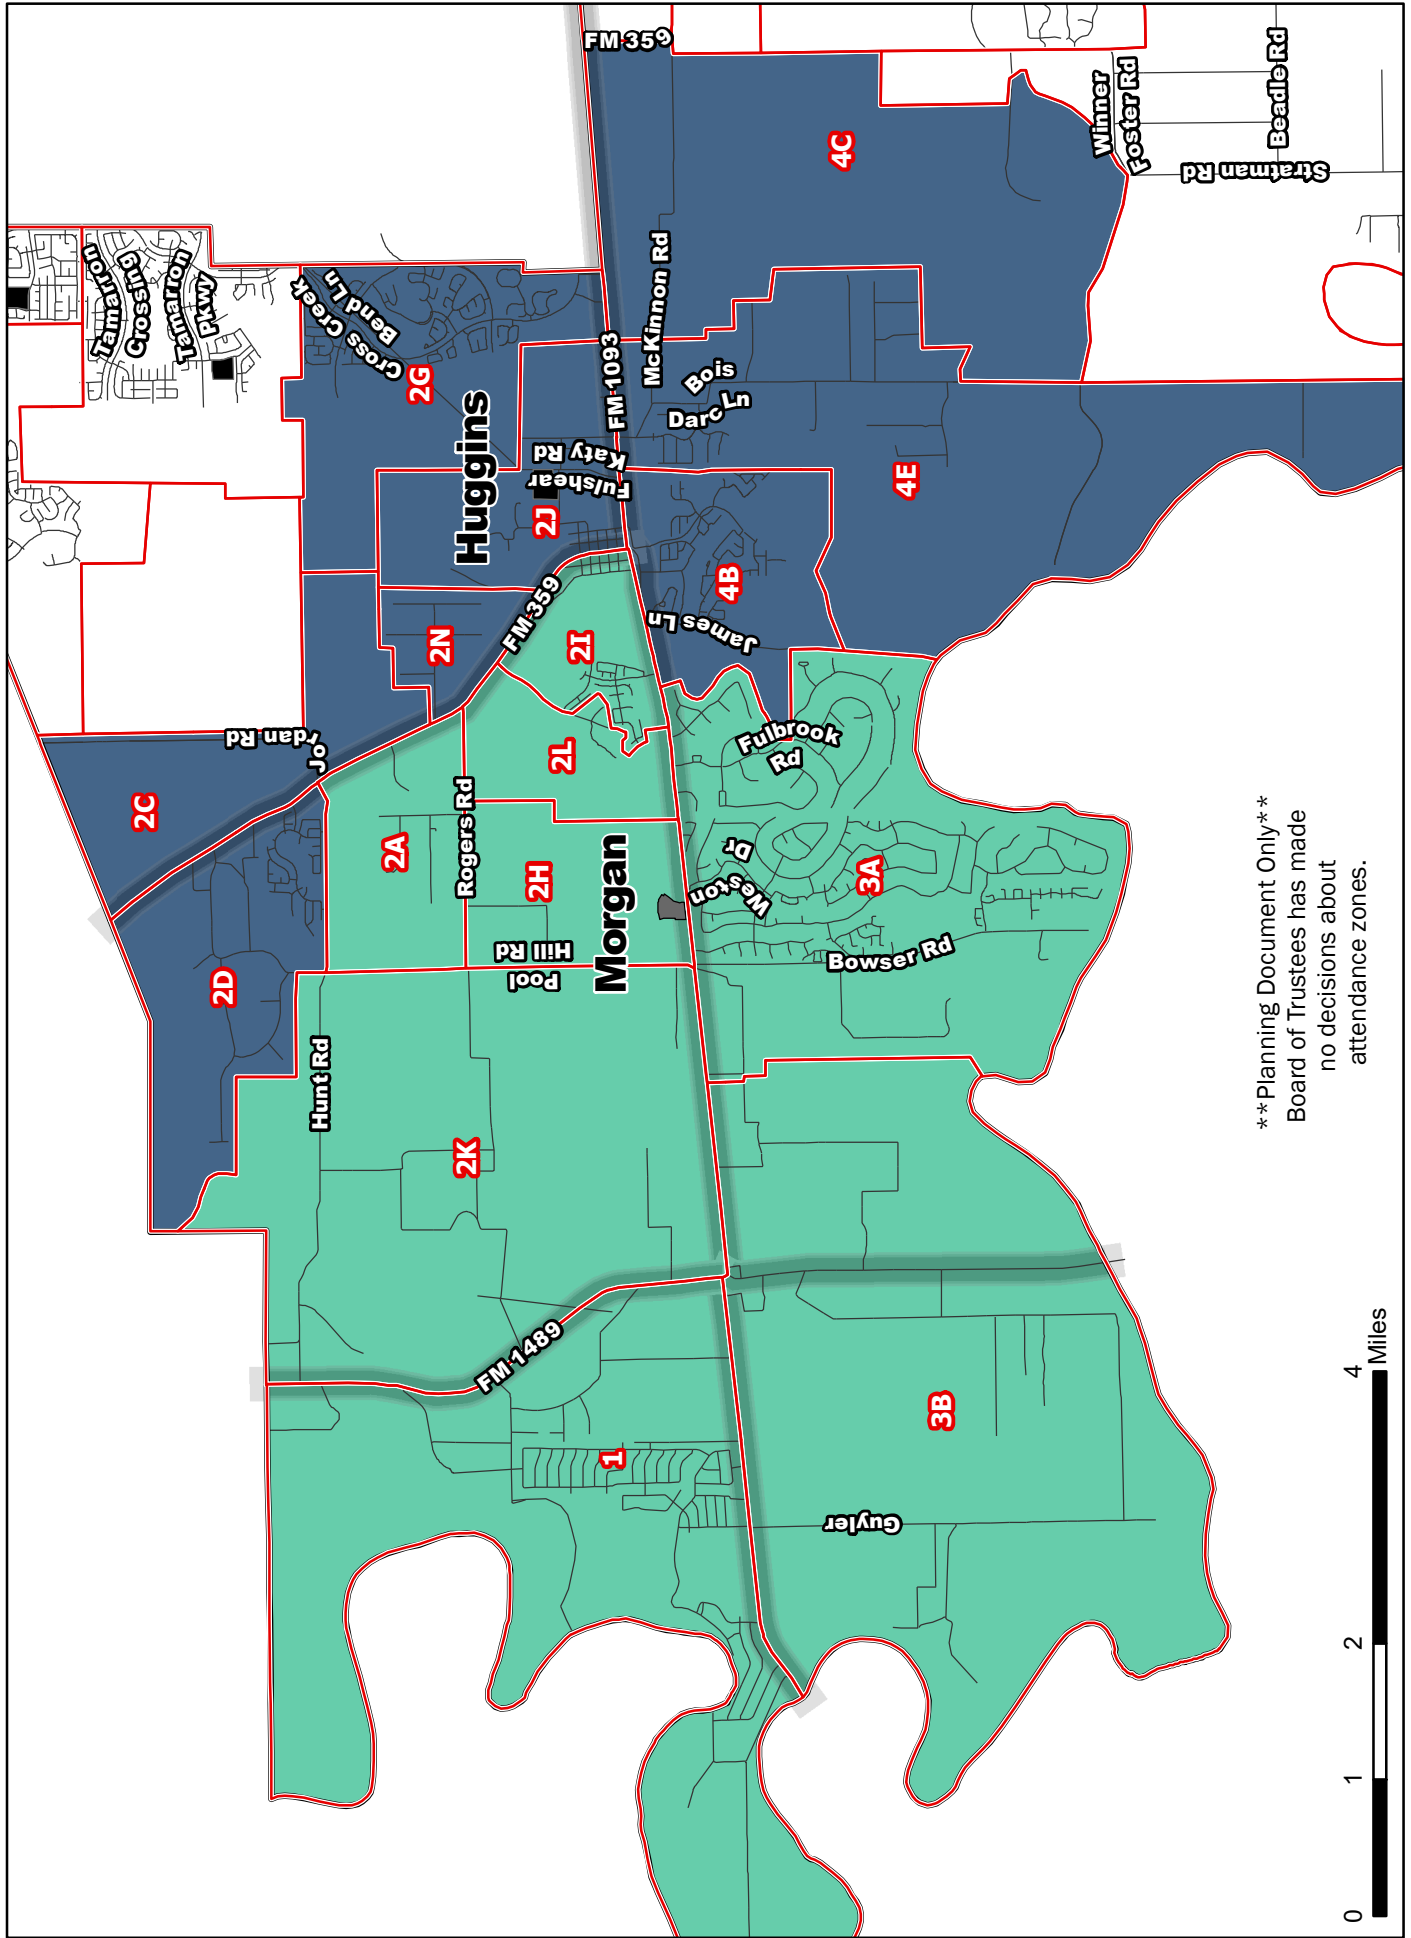 FM 359
Winner
Foster Rd
Beadle Rd
Stratman Rd
4C
Tamarron
Crossing
Tamarron
Pkwy
Cross Creek
Bend Ln
2G
McKinnon Rd
FM 1093
Bois
Darc Ln
Huggins
Katy Rd
Fulshear
2J
4E
4B
2N
FM 359
2I
James Ln
Jordan Rd
2C
2L
Fulbrook
Rd
2A
Rogers Rd
2H
Morgan
Weston
Dr
3A
Hill Rd
Pool
Bowser Rd
2D
Hunt Rd
2K
FM 1489
1
3B
Guyler
**Planning Document Only**
Board of Trustees has made
no decisions about
attendance zones.
0 1 2 4
Miles